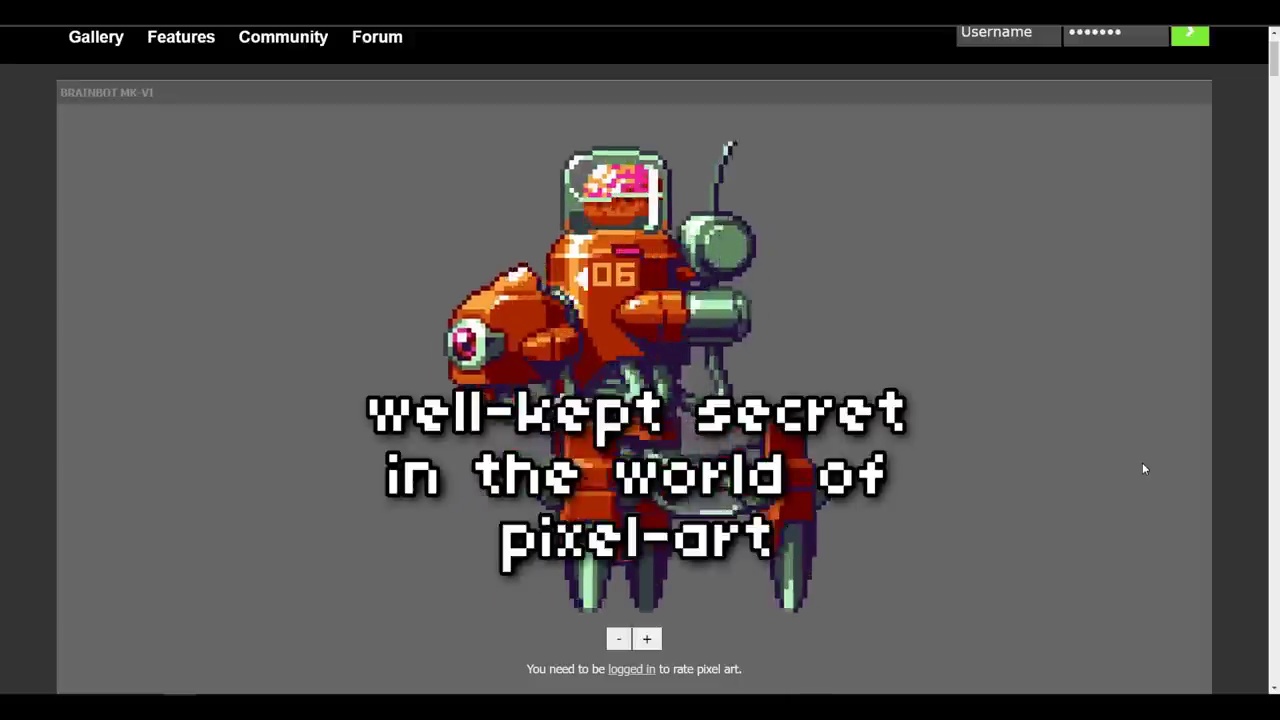 Gallery Features Community Forum
Username
BRAINBOT MK-VI
06
well-kept secret
in the world of
pixel-art
- +
You need to be logged in to rate pixel art.